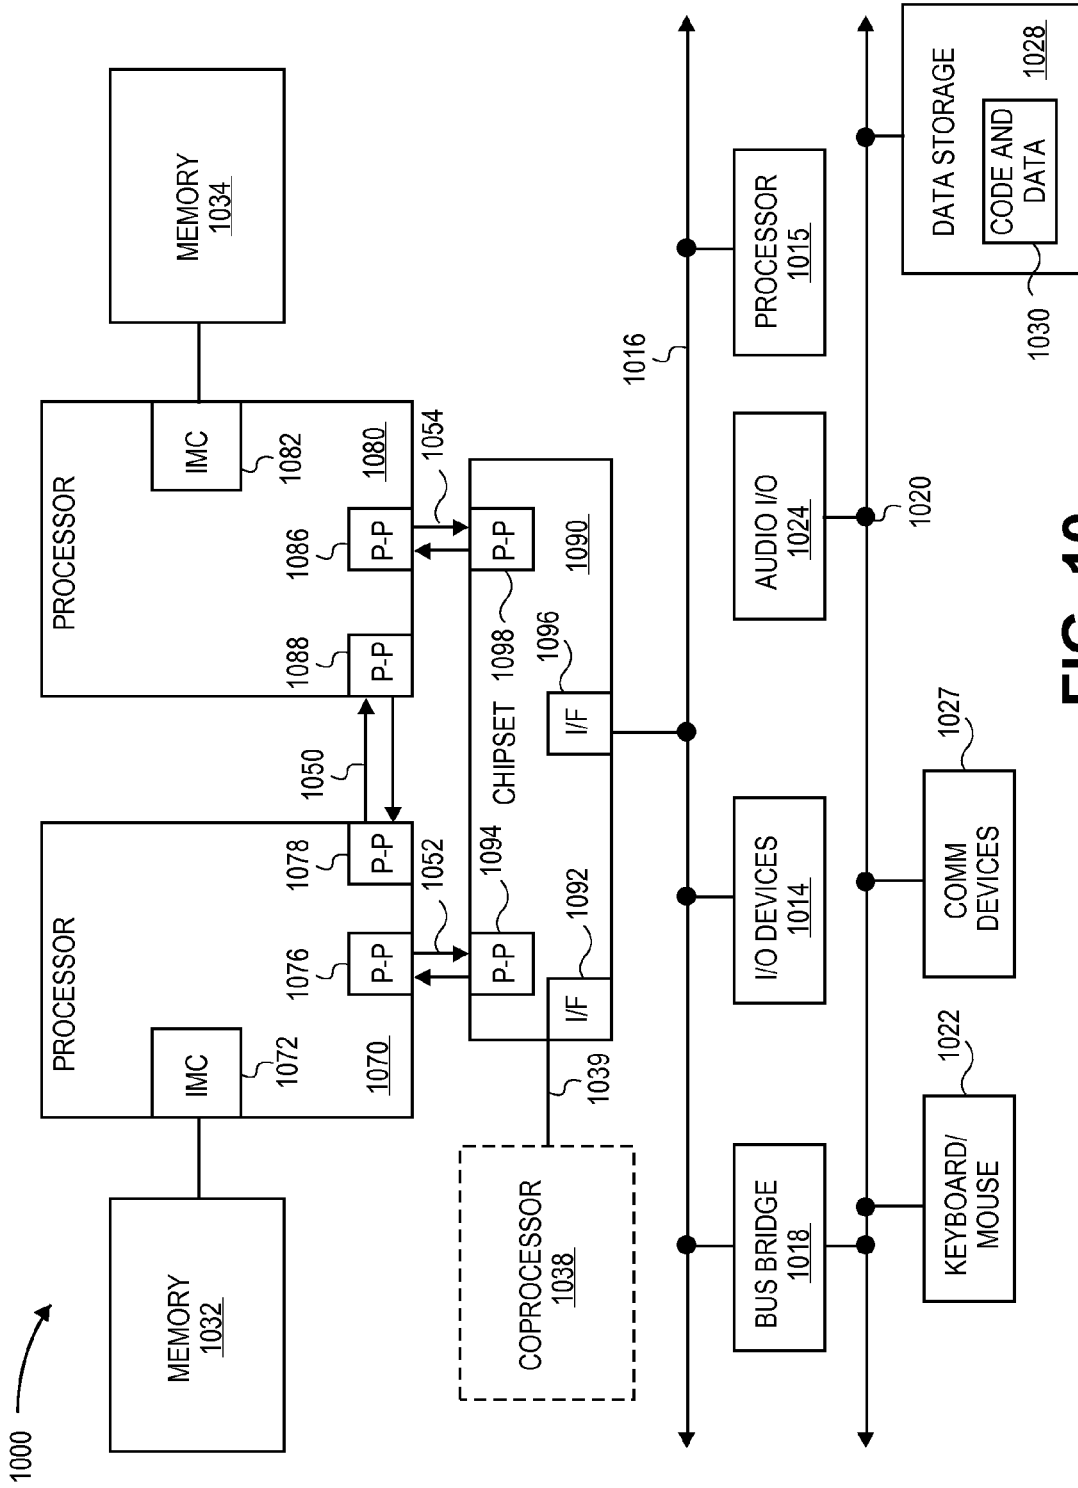 1000
PROCESSOR
PROCESSOR
MEMORY
1032
IMC
1072
IMC
1082
MEMORY
1034
1070
1076
1078
1050
1088
1086
1080
P-P
P-P
P-P
P-P
1052
1054
COPROCESSOR
1038
1039
P-P
1094
CHIPSET
1098
P-P
I/F
1092
I/F
1096
1090
1016
BUS BRIDGE
1018
I/O DEVICES
1014
AUDIO I/O
1024
PROCESSOR
1015
1020
KEYBOARD/
MOUSE
1022
COMM
DEVICES
1027
DATA STORAGE
CODE AND
DATA
1028
1030
FIG.